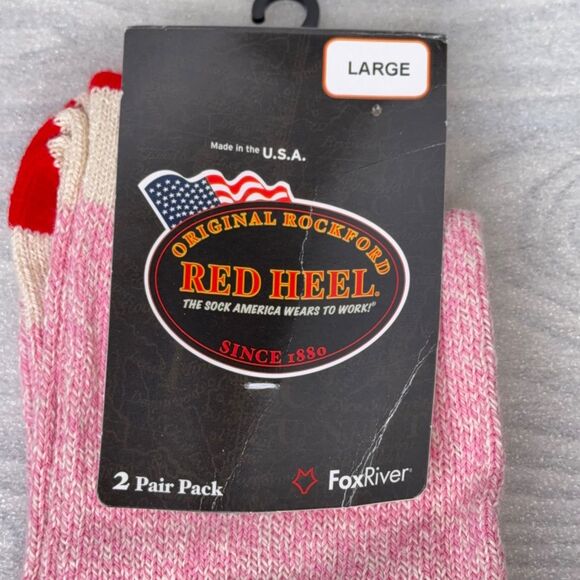 LARGE
Made in the U.S.A.
ORIGINAL ROCKFORD
RED HEEL®
THE SOCK AMERICA WEARS TO WORK!®
SINCE 1880
2 Pair Pack
FoxRiver®